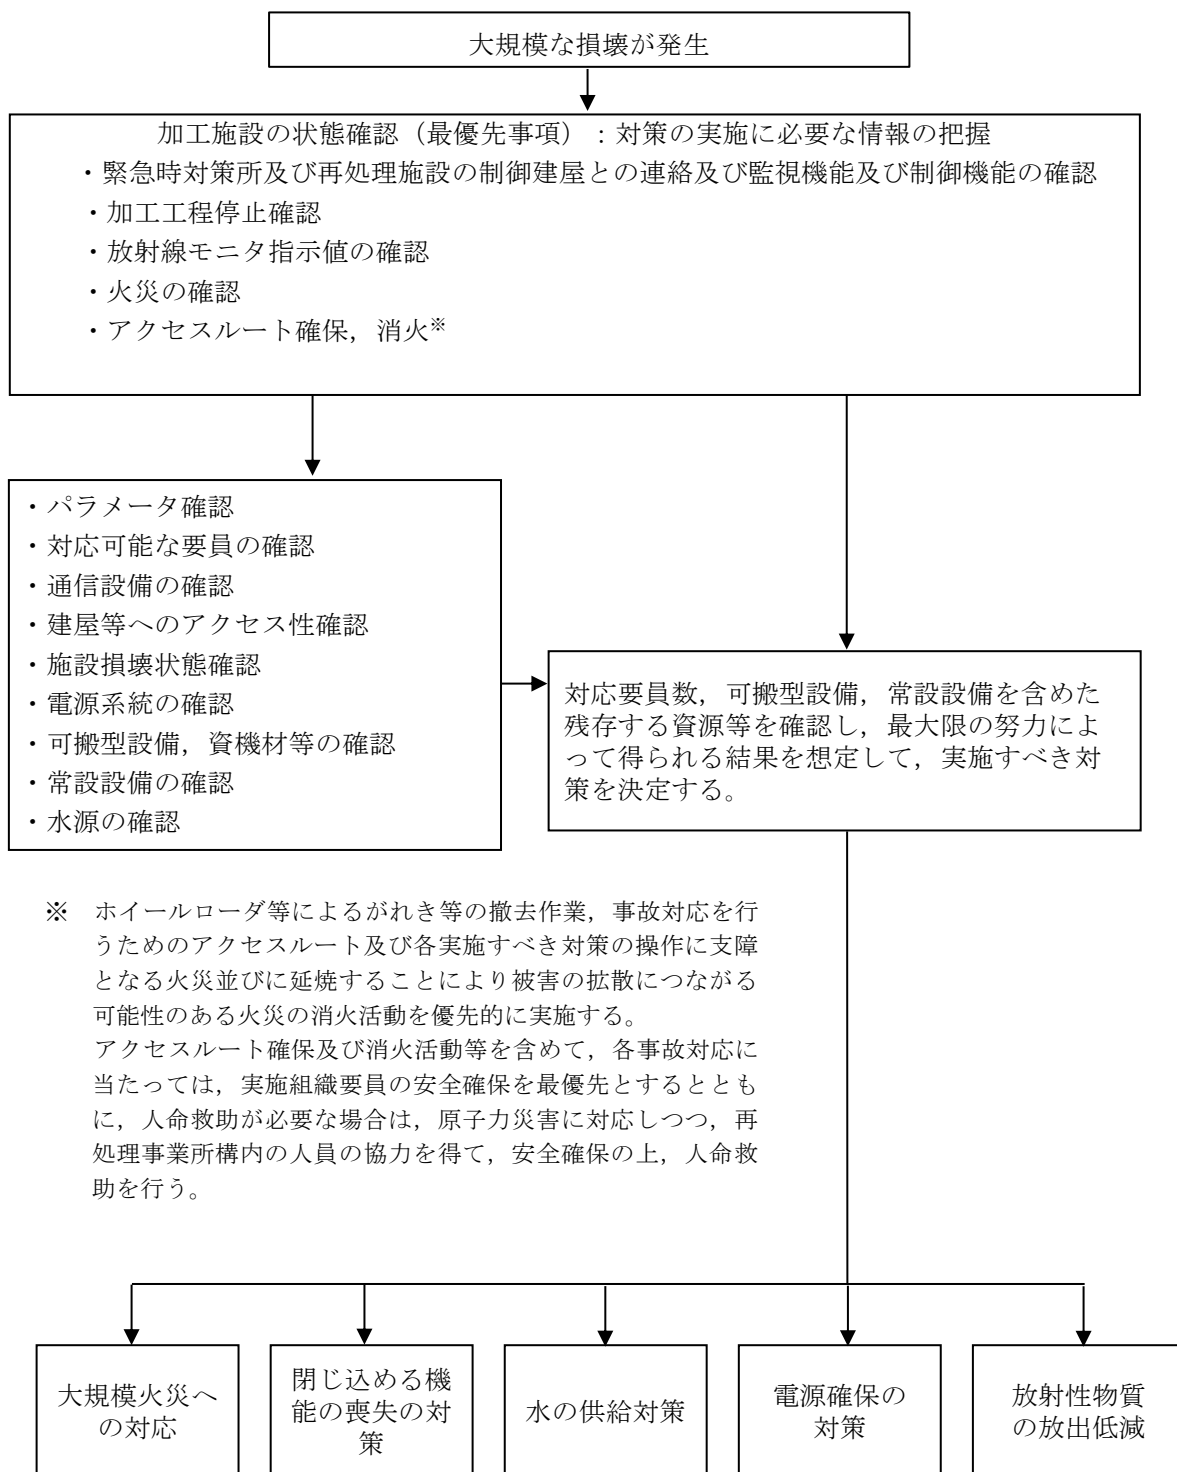 大規模な損壊が発生
加工施設の状態確認（最優先事項）：対策の実施に必要な情報の把握
・緊急時対策所及び再処理施設の制御建屋との連絡及び監視機能及び制御機能の確認
・加工工程停止確認
・放射線モニタ指示値の確認
・火災の確認
・アクセスルート確保，消火※
・パラメータ確認
・対応可能な要員の確認
・通信設備の確認
・建屋等へのアクセス性確認
・施設損壊状態確認
・電源系統の確認
・可搬型設備，資機材等の確認
・常設設備の確認
・水源の確認
対応要員数，可搬型設備，常設設備を含めた
残存する資源等を確認し，最大限の努力によ
って得られる結果を想定して，実施すべき対
策を決定する。
※　ホイールローダ等によるがれき等の撤去作業，事故対応を行
うためのアクセスルート及び各実施すべき対策の操作に支障
となる火災並びに延焼することにより被害の拡散につながる
可能性のある火災の消火活動を優先的に実施する。
アクセスルート確保及び消火活動等を含めて，各事故対応に
当たっては，実施組織要員の安全確保を最優先とするととも
に，人命救助が必要な場合は，原子力災害に対応しつつ，再
処理事業所構内の人員の協力を得て，安全確保の上，人命救
助を行う。
大規模火災へ
の対応
閉じ込める機
能の喪失の対
策
水の供給対策
電源確保の
対策
放射性物質
の放出低減